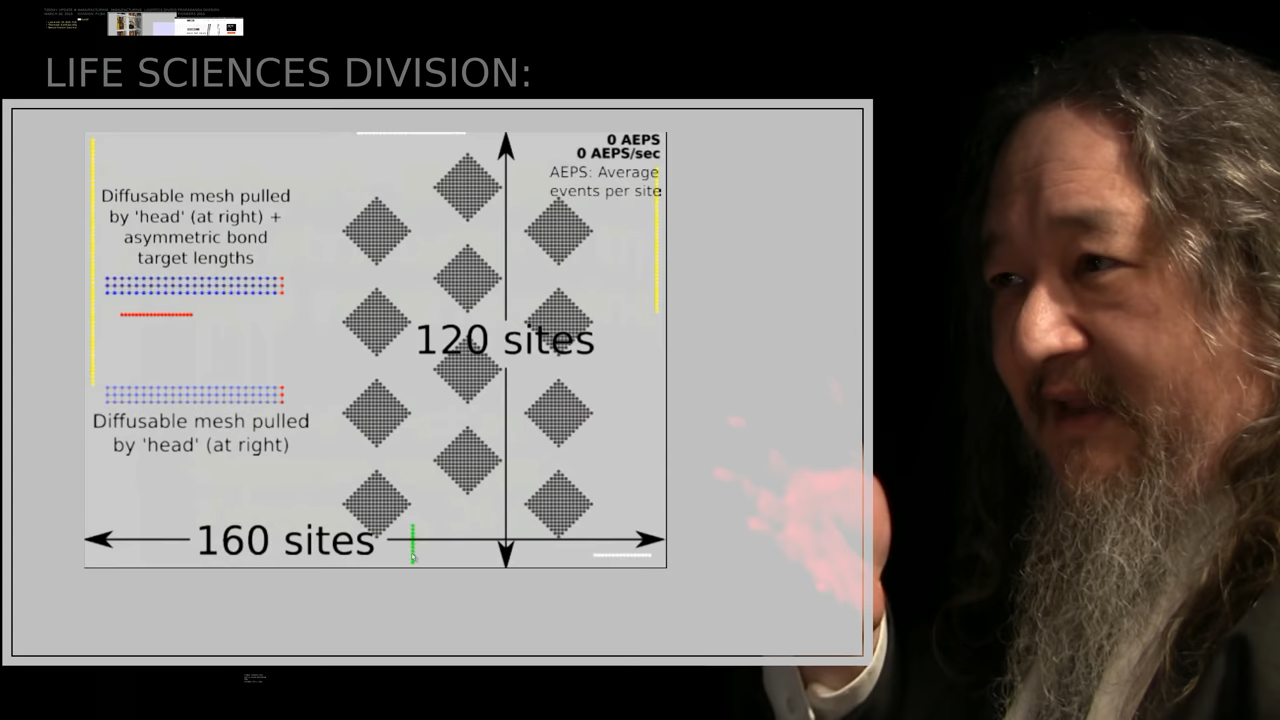 LIFE SCIENCES DIVISION:
0 AEPS
0 AEPS/sec
AEPS: Average
events per site
Diffusable mesh pulled
by 'head' (at right) +
asymmetric bond
target lengths
120 sites
Diffusable mesh pulled
by 'head' (at right)
160 sites